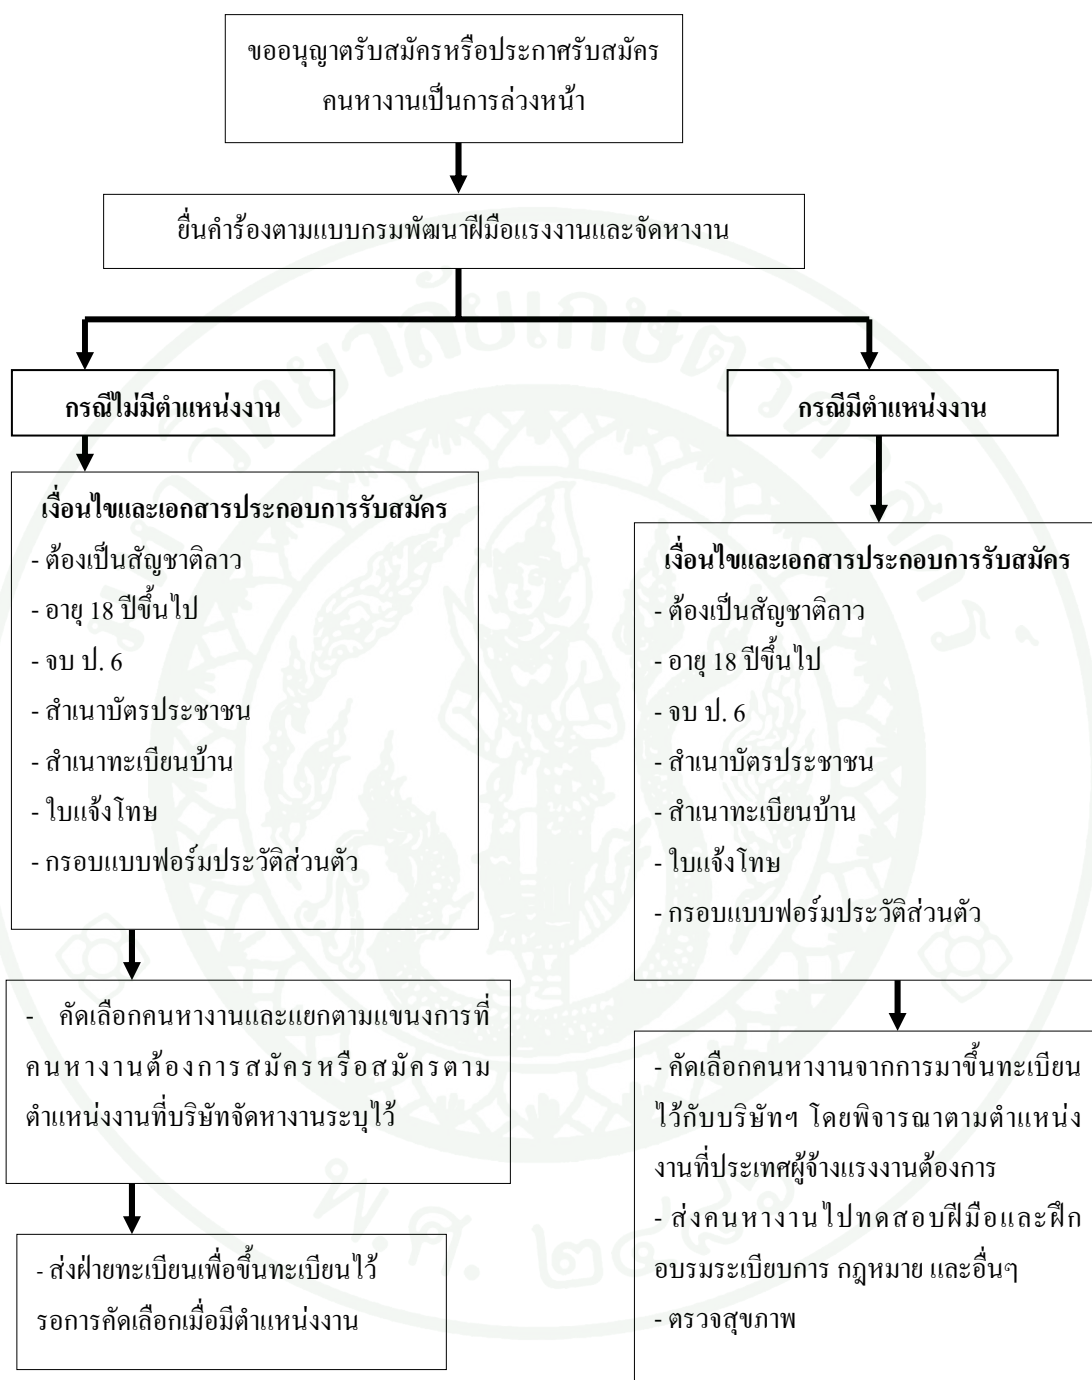 ขออนุญาตรับสมัครหรือประกาศรับสมัคร
คนหางานเป็นการล่วงหน้า
ยื่นคำร้องตามแบบกรมพัฒนาฝีมือแรงงานและจัดหางาน
กรณีไม่มีตำแหน่งงาน
เงื่อนไขและเอกสารประกอบการรับสมัคร
- ต้องเป็นสัญชาติลาว
- อายุ 18 ปีขึ้นไป
- จบ ป. 6
- สำเนาบัตรประชาชน
- สำเนาทะเบียนบ้าน
- ใบแจ้งโทษ
- กรอบแบบฟอร์มประวัติส่วนตัว
- คัดเลือกคนหางานและแยกตามแขนงการที่
คนหางานต้องการสมัครหรือสมัครตาม
ตำแหน่งงานที่บริษัทจัดหางานระบุไว้
- ส่งฝ่ายทะเบียนเพื่อขึ้นทะเบียนไว้
รอการคัดเลือกเมื่อมีตำแหน่งงาน
กรณีมีตำแหน่งงาน
เงื่อนไขและเอกสารประกอบการรับสมัคร
- ต้องเป็นสัญชาติลาว
- อายุ 18 ปีขึ้นไป
- จบ ป. 6
- สำเนาบัตรประชาชน
- สำเนาทะเบียนบ้าน
- ใบแจ้งโทษ
- กรอบแบบฟอร์มประวัติส่วนตัว
- คัดเลือกคนหางานจากการมาขึ้นทะเบียน
ไว้กับบริษัทฯ โดยพิจารณาตามตำแหน่ง
งานที่ประเทศผู้จ้างแรงงานต้องการ
- ส่งคนหางานไปทดสอบฝีมือและฝึก
อบรมระเบียบการ กฎหมาย และอื่นๆ
- ตรวจสุขภาพ
มหาวิทยาลัยเกษตรศาสตร์
พ.ศ. ๒๔๘๖